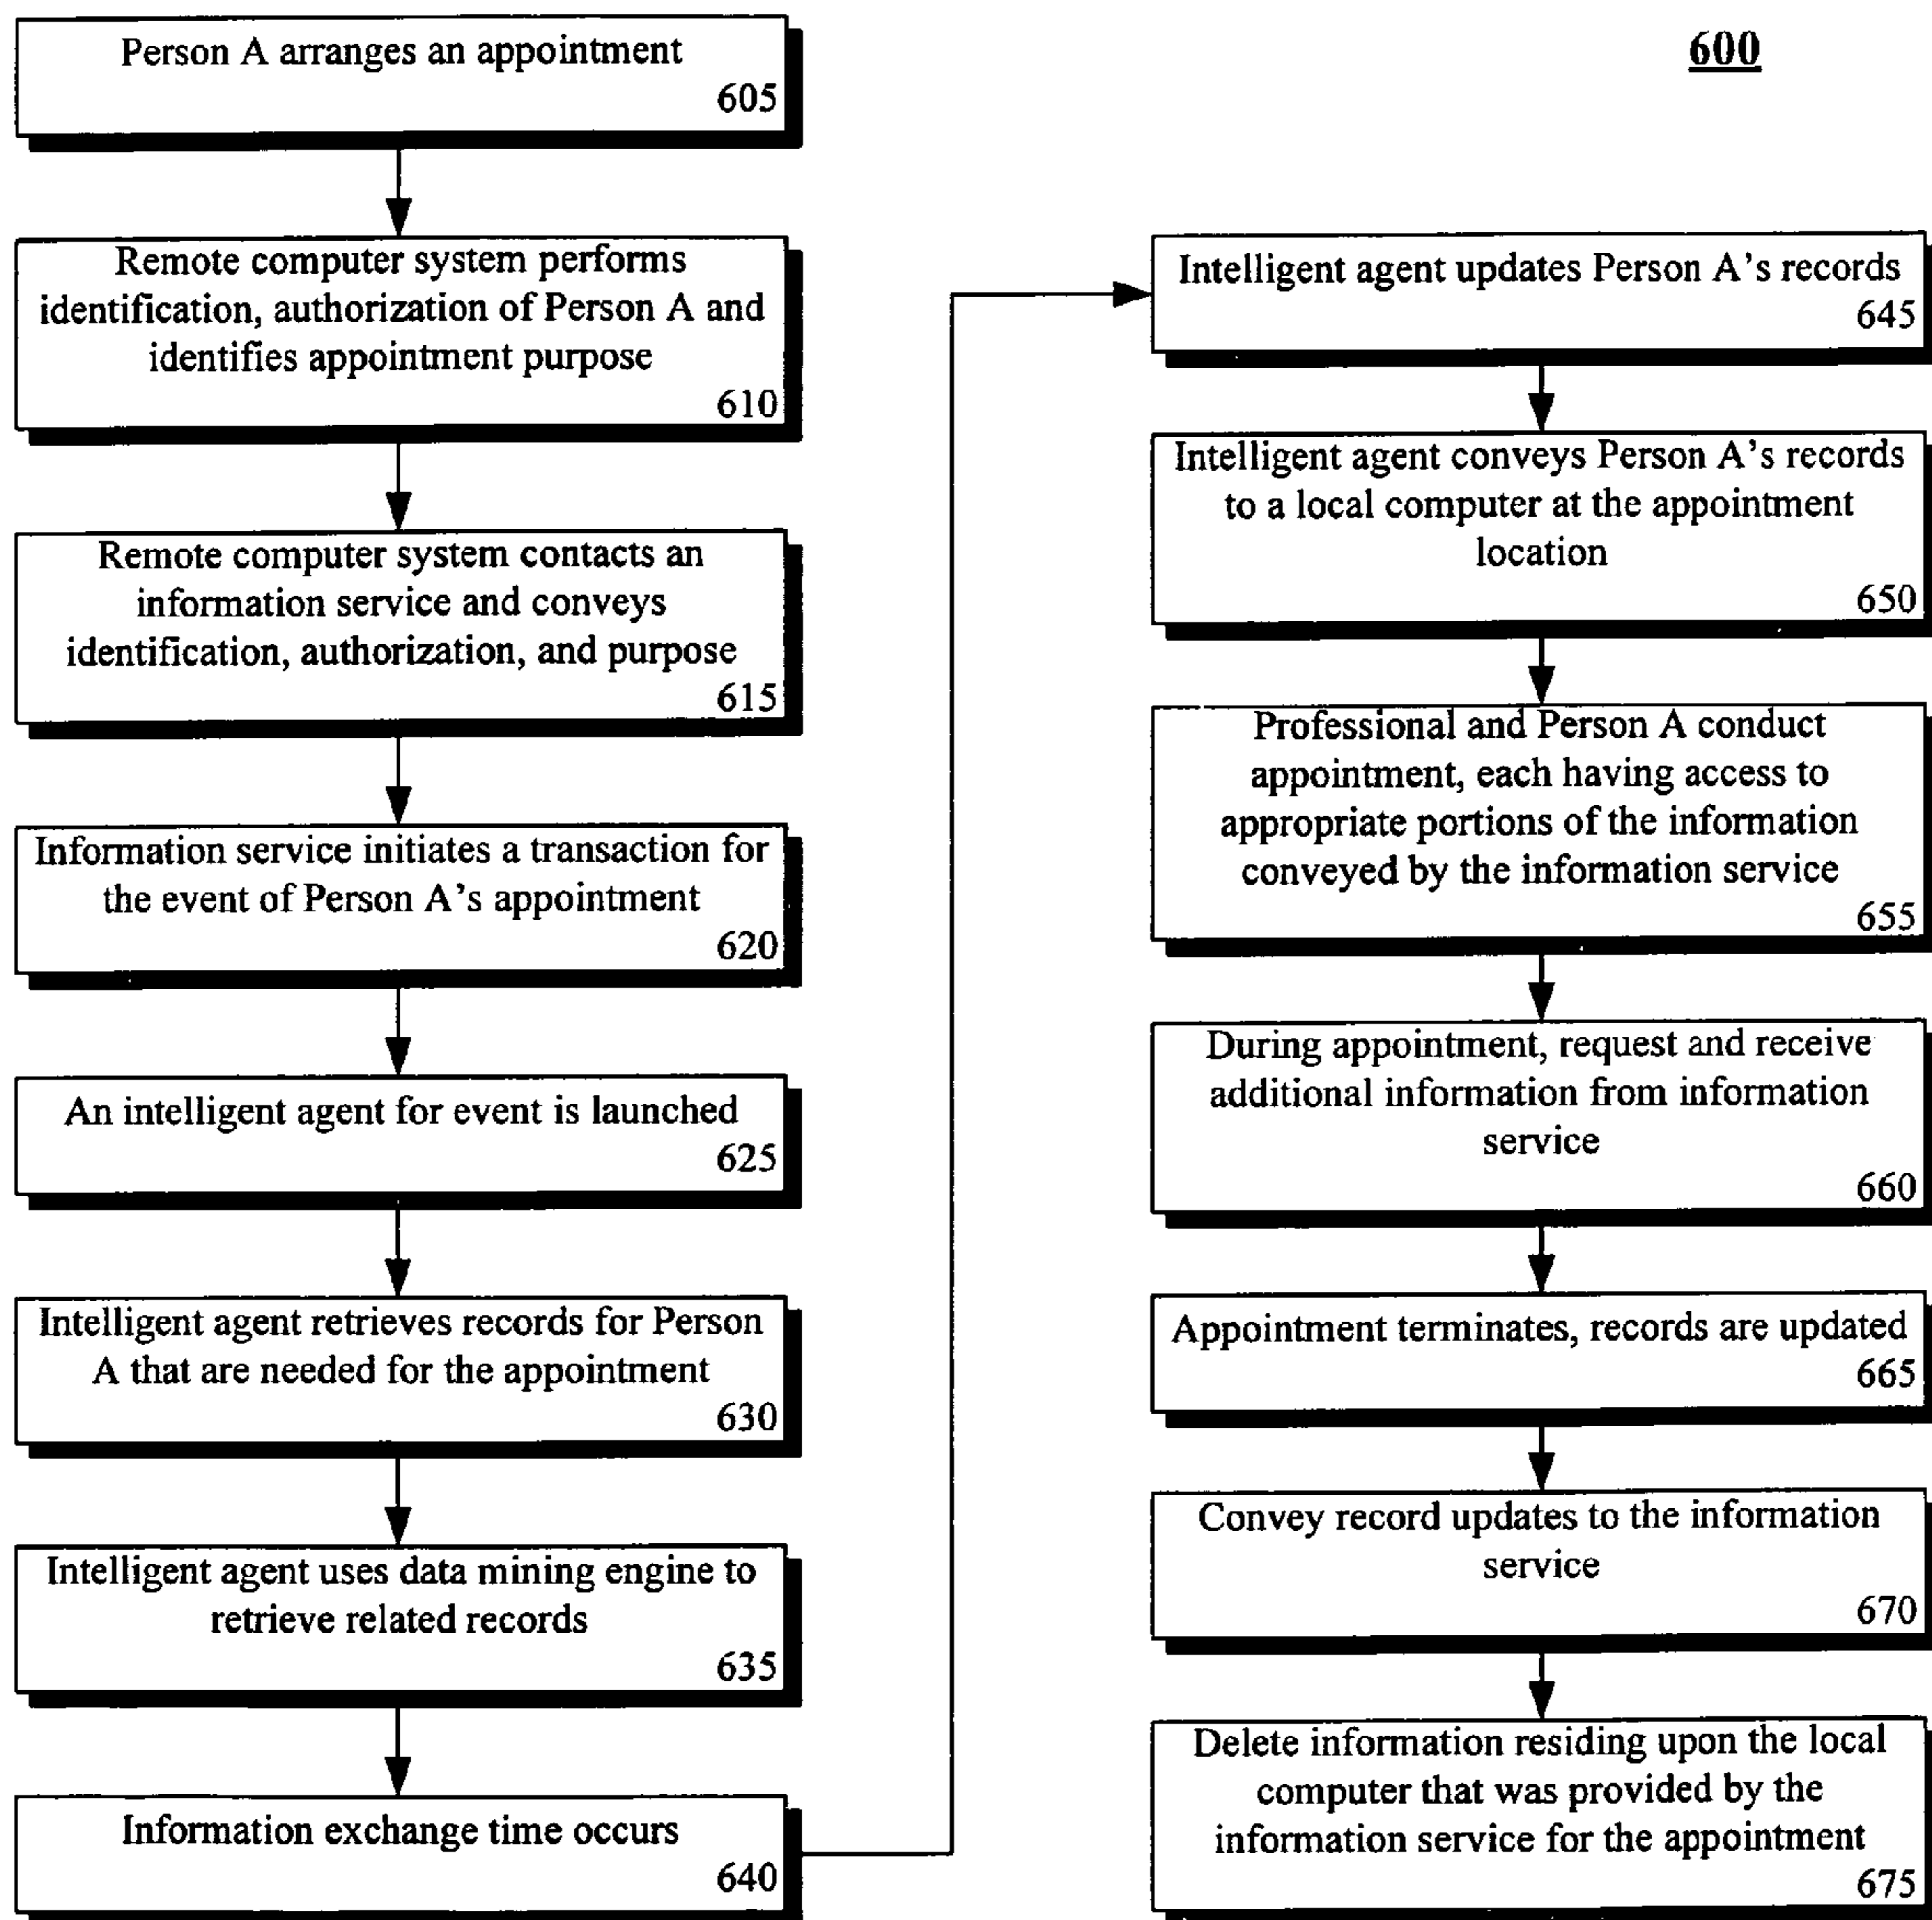 600
Person A arranges an appointment
605
Remote computer system performs
identification, authorization of Person A and
identifies appointment purpose
610
Remote computer system contacts an
information service and conveys
identification, authorization, and purpose
615
Information service initiates a transaction for
the event of Person A's appointment
620
An intelligent agent for event is launched
625
Intelligent agent retrieves records for Person
A that are needed for the appointment
630
Intelligent agent uses data mining engine to
retrieve related records
635
Information exchange time occurs
640
Intelligent agent updates Person A's records
645
Intelligent agent conveys Person A's records
to a local computer at the appointment
location
650
Professional and Person A conduct
appointment, each having access to
appropriate portions of the information
conveyed by the information service
655
During appointment, request and receive
additional information from information
service
660
Appointment terminates, records are updated
665
Convey record updates to the information
service
670
Delete information residing upon the local
computer that was provided by the
information service for the appointment
675